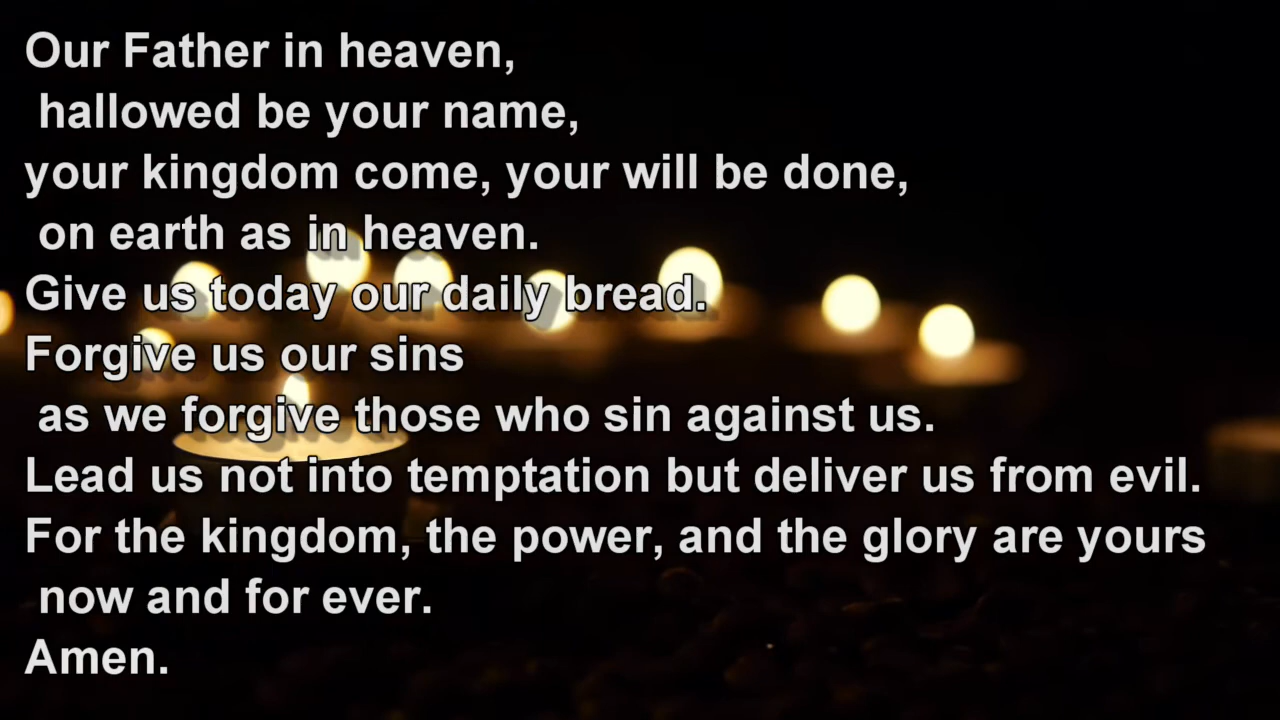 Our Father in heaven,
hallowed be your name,
your kingdom come, your will be done,
on earth as in heaven.
Give us today our daily bread.
Forgive us our sins
as we forgive those who sin against us.
Lead us not into temptation but deliver us from evil.
For the kingdom, the power, and the glory are yours
now and for ever.
Amen.